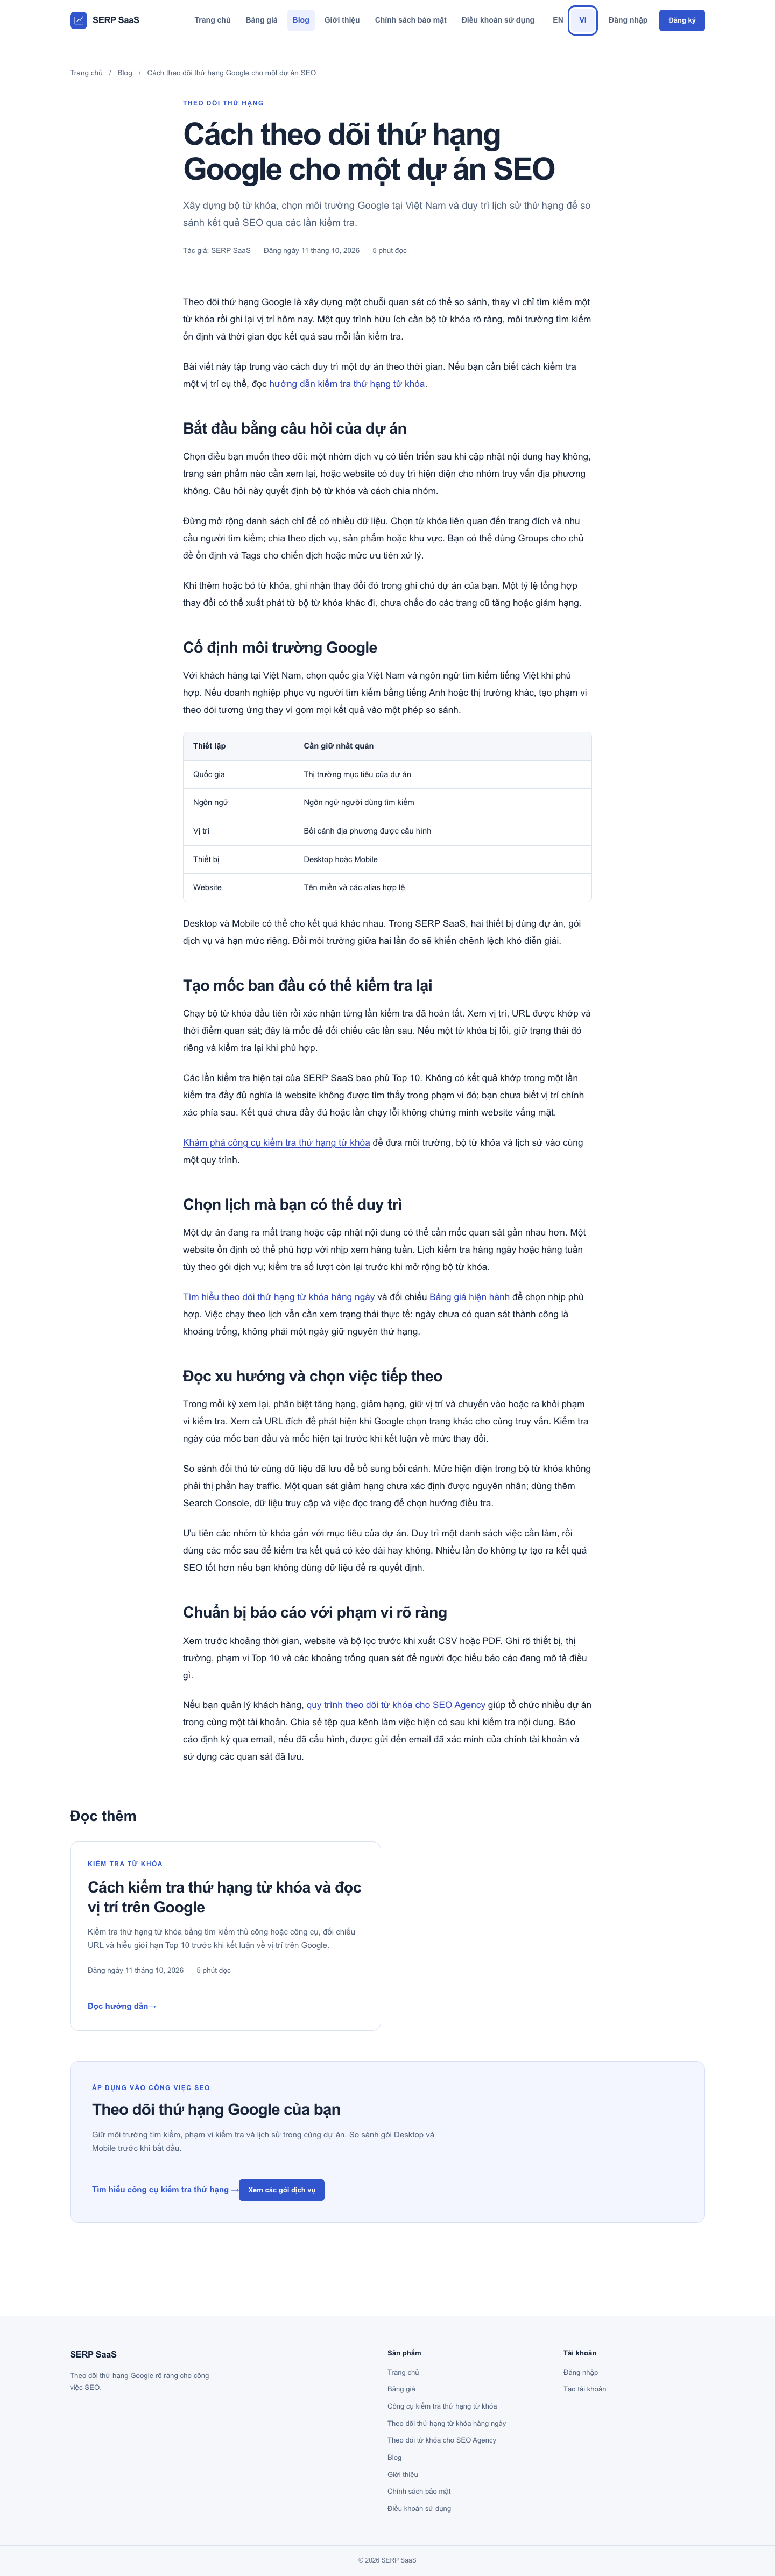 SERP SaaS
Trang chủ
Bảng giá
Blog
Giới thiệu
Chính sách bảo mật
Điều khoản sử dụng
EN
VI
Đăng nhập
Đăng ký
Trang chủ / Blog / Cách theo dõi thứ hạng Google cho một dự án SEO
THEO DÕI THỨ HẠNG
Cách theo dõi thứ hạng
Google cho một dự án SEO
Xây dựng bộ từ khóa, chọn môi trường Google tại Việt Nam và duy trì lịch sử thứ hạng để so
sánh kết quả SEO qua các lần kiểm tra.
Tác giả: SERP SaaS
Đăng ngày 11 tháng 10, 2026
5 phút đọc
Theo dõi thứ hạng Google là xây dựng một chuỗi quan sát có thể so sánh, thay vì chỉ tìm kiếm một
từ khóa rồi ghi lại vị trí hôm nay. Một quy trình hữu ích cần bộ từ khóa rõ ràng, môi trường tìm kiếm
ổn định và thời gian đọc kết quả sau mỗi lần kiểm tra.
Bài viết này tập trung vào cách duy trì một dự án theo thời gian. Nếu bạn cần biết cách kiểm tra
một vị trí cụ thể, đọc hướng dẫn kiểm tra thứ hạng từ khóa.
Bắt đầu bằng câu hỏi của dự án
Chọn điều bạn muốn theo dõi: một nhóm dịch vụ có tiến triển sau khi cập nhật nội dung hay không,
trang sản phẩm nào cần xem lại, hoặc website có duy trì hiện diện cho nhóm truy vấn địa phương
không. Câu hỏi này quyết định bộ từ khóa và cách chia nhóm.
Đừng mở rộng danh sách chỉ để có nhiều dữ liệu. Chọn từ khóa liên quan đến trang đích và nhu
cầu người tìm kiếm; chia theo dịch vụ, sản phẩm hoặc khu vực. Bạn có thể dùng Groups cho chủ
đề ổn định và Tags cho chiến dịch hoặc mức ưu tiên xử lý.
Khi thêm hoặc bỏ từ khóa, ghi nhận thay đổi đó trong ghi chú dự án của bạn. Một tỷ lệ tổng hợp
thay đổi có thể xuất phát từ bộ từ khóa khác đi, chưa chắc do các trang cũ tăng hoặc giảm hạng.
Cố định môi trường Google
Với khách hàng tại Việt Nam, chọn quốc gia Việt Nam và ngôn ngữ tìm kiếm tiếng Việt khi phù
hợp. Nếu doanh nghiệp phục vụ người tìm kiếm bằng tiếng Anh hoặc thị trường khác, tạo phạm vi
theo dõi tương ứng thay vì gom mọi kết quả vào một phép so sánh.
Thiết lập
Cần giữ nhất quán
Quốc gia
Thị trường mục tiêu của dự án
Ngôn ngữ
Ngôn ngữ người dùng tìm kiếm
Vị trí
Bối cảnh địa phương được cấu hình
Thiết bị
Desktop hoặc Mobile
Website
Tên miền và các alias hợp lệ
Desktop và Mobile có thể cho kết quả khác nhau. Trong SERP SaaS, hai thiết bị dùng dự án, gói
dịch vụ và hạn mức riêng. Đổi môi trường giữa hai lần đo sẽ khiến chênh lệch khó diễn giải.
Tạo mốc ban đầu có thể kiểm tra lại
Chạy bộ từ khóa đầu tiên rồi xác nhận từng lần kiểm tra đã hoàn tất. Xem vị trí, URL được khớp và
thời điểm quan sát; đây là mốc để đối chiếu các lần sau. Nếu một từ khóa bị lỗi, giữ trạng thái đó
riêng và kiểm tra lại khi phù hợp.
Các lần kiểm tra hiện tại của SERP SaaS bao phủ Top 10. Không có kết quả khớp trong một lần
kiểm tra đầy đủ nghĩa là website không được tìm thấy trong phạm vi đó; bạn chưa biết vị trí chính
xác phía sau. Kết quả chưa đầy đủ hoặc lần chạy lỗi không chứng minh website vắng mặt.
Khám phá công cụ kiểm tra thứ hạng từ khóa để đưa môi trường, bộ từ khóa và lịch sử vào cùng
một quy trình.
Chọn lịch mà bạn có thể duy trì
Một dự án đang ra mắt trang hoặc cập nhật nội dung có thể cần mốc quan sát gần nhau hơn. Một
website ổn định có thể phù hợp với nhịp xem hàng tuần. Lịch kiểm tra hàng ngày hoặc hàng tuần
tùy theo gói dịch vụ; kiểm tra số lượt còn lại trước khi mở rộng bộ từ khóa.
Tìm hiểu theo dõi thứ hạng từ khóa hàng ngày và đối chiếu Bảng giá hiện hành để chọn nhịp phù
hợp. Việc chạy theo lịch vẫn cần xem trạng thái thực tế: ngày chưa có quan sát thành công là
khoảng trống, không phải một ngày giữ nguyên thứ hạng.
Đọc xu hướng và chọn việc tiếp theo
Trong mỗi kỳ xem lại, phân biệt tăng hạng, giảm hạng, giữ vị trí và chuyển vào hoặc ra khỏi phạm
vi kiểm tra. Xem cả URL đích để phát hiện khi Google chọn trang khác cho cùng truy vấn. Kiểm tra
ngày của mốc ban đầu và mốc hiện tại trước khi kết luận về mức thay đổi.
So sánh đối thủ từ cùng dữ liệu đã lưu để bổ sung bối cảnh. Mức hiện diện trong bộ từ khóa không
phải thị phần hay traffic. Một quan sát giảm hạng chưa xác định được nguyên nhân; dùng thêm
Search Console, dữ liệu truy cập và việc đọc trang để chọn hướng điều tra.
Ưu tiên các nhóm từ khóa gắn với mục tiêu của dự án. Duy trì một danh sách việc cần làm, rồi
dùng các mốc sau để kiểm tra kết quả có kéo dài hay không. Nhiều lần đo không tự tạo ra kết quả
SEO tốt hơn nếu bạn không dùng dữ liệu để ra quyết định.
Chuẩn bị báo cáo với phạm vi rõ ràng
Xem trước khoảng thời gian, website và bộ lọc trước khi xuất CSV hoặc PDF. Ghi rõ thiết bị, thị
trường, phạm vi Top 10 và các khoảng trống quan sát để người đọc hiểu báo cáo đang mô tả điều
gì.
Nếu bạn quản lý khách hàng, quy trình theo dõi từ khóa cho SEO Agency giúp tổ chức nhiều dự án
trong cùng một tài khoản. Chia sẻ tệp qua kênh làm việc hiện có sau khi kiểm tra nội dung. Báo
cáo định kỳ qua email, nếu đã cấu hình, được gửi đến email đã xác minh của chính tài khoản và
sử dụng các quan sát đã lưu.
Đọc thêm
KIỂM TRA TỪ KHÓA
Cách kiểm tra thứ hạng từ khóa và đọc
vị trí trên Google
Kiểm tra thứ hạng từ khóa bằng tìm kiếm thủ công hoặc công cụ, đối chiếu
URL và hiểu giới hạn Top 10 trước khi kết luận về vị trí trên Google.
Đăng ngày 11 tháng 10, 2026
5 phút đọc
Đọc hướng dẫn→
ÁP DỤNG VÀO CÔNG VIỆC SEO
Theo dõi thứ hạng Google của bạn
Giữ môi trường tìm kiếm, phạm vi kiểm tra và lịch sử trong cùng dự án. So sánh gói Desktop và
Mobile trước khi bắt đầu.
Tìm hiểu công cụ kiểm tra thứ hạng →
Xem các gói dịch vụ
SERP SaaS
Theo dõi thứ hạng Google rõ ràng cho công
việc SEO.
Sản phẩm
Trang chủ
Bảng giá
Công cụ kiểm tra thứ hạng từ khóa
Theo dõi thứ hạng từ khóa hàng ngày
Theo dõi từ khóa cho SEO Agency
Blog
Giới thiệu
Chính sách bảo mật
Điều khoản sử dụng
Tài khoản
Đăng nhập
Tạo tài khoản
© 2026 SERP SaaS